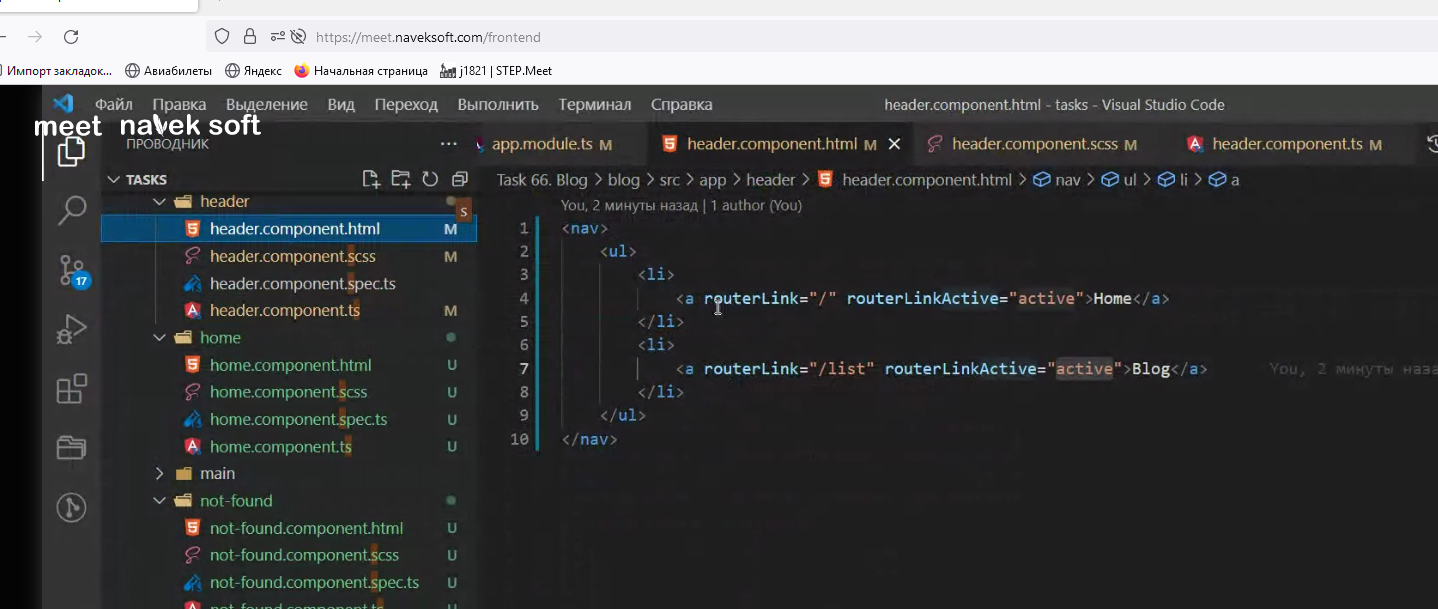 https://meet.naveksoft.com/frontend
Импорт закладок...
Авиабилеты
Яндекс
Начальная страница
j1821 | STEP.Meet
Файл Правка Выделение Вид Переход Выполнить Терминал Справка
header.component.html - tasks - Visual Studio Code
meet navek soft
ПРОВОДНИК
app.module.ts M
header.component.html M
header.component.scss M
header.component.ts M
TASKS
Task 66. Blog > blog > src > app > header > header.component.html > nav > ul > li > a
header
S
header.component.html M
header.component.scss M
header.component.spec.ts
header.component.ts M
home
home.component.html U
home.component.scss U
home.component.spec.ts U
home.component.ts U
main
not-found
not-found.component.html U
not-found.component.scss U
not-found.component.spec.ts U
not-found.component.ts U
17
You, 2 минуты назад | 1 author (You)
1 <nav>
2 <ul>
3 <li>
4 <a routerLink="/" routerLinkActive="active">Home</a>
5 </li>
6 <li>
7 <a routerLink="/list" routerLinkActive="active">Blog</a> You, 2 минуты наза
8 </li>
9 </ul>
10 </nav>